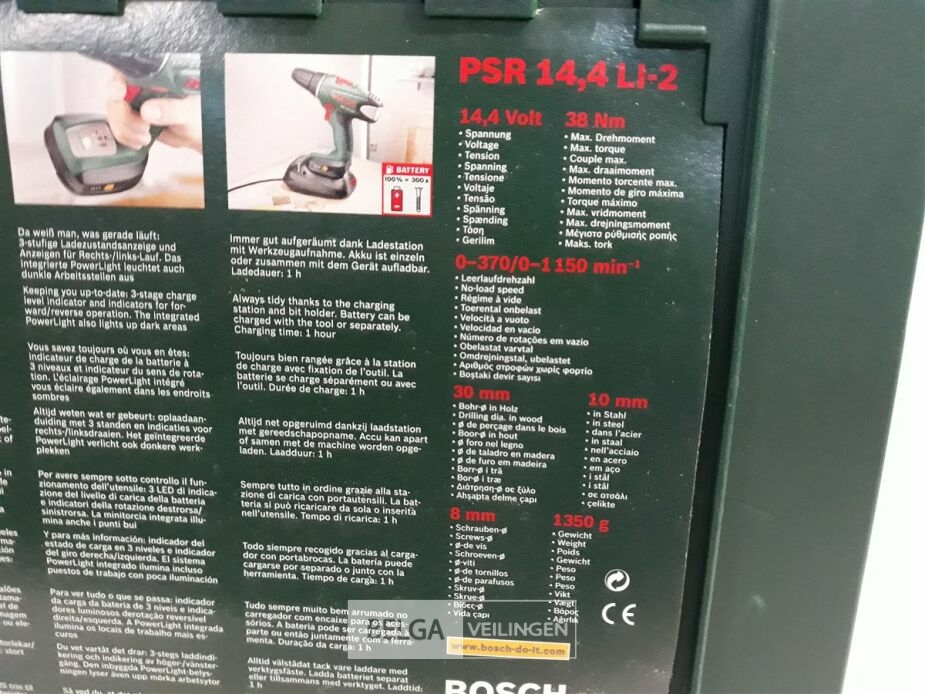 PSR 14,4 LI-2
14,4 Volt
• Spannung
• Voltage
• Tension
• Spanning
• Tensione
• Voltaje
• Tensão
• Spänning
• Spænding
• Τάση
• Gerilim
38 Nm
• Max. Drehmoment
• Max. torque
• Couple max.
• Max. draaimoment
• Momento torcente max.
• Momento de giro máxima
• Torque máximo
• Max. vridmoment
• Max. drejningsmoment
• Μέγιστα ρύθμισής ροπής
• Maks. tork
0–370/0–1150 min⁻¹
• Leerlaufdrehzahl
• No-load speed
• Régime à vide
• Toerental onbelast
• Velocità a vuoto
• Velocidad en vacio
• Número de rotações em vazio
• Obelastat varvtal
• Omdrejningstal, ubelastet
• Αριθμός στροφών χωρίς φορτίο
• Boştaki devir sayısı
30 mm
• Bohr-ø in Holz
• Drilling dia. in wood
• ø de perçage dans le bois
• Boor-ø in hout
• ø foro nel legno
• ø de taladro en madera
• ø de furo em madeira
• Borr-ø i trä
• Bor-ø i træ
• Διάτρηση-ø σε ξύλο
• Ahşapta delme çapı
10 mm
• in Stahl
• in steel
• dans l'acier
• in staal
• nell'acciaio
• en acero
• em aço
• i stål
• i stål
• σε ατσάλι
• çelikte
8 mm
• Schrauben-ø
• Screws-ø
• ø-de vis
• Schroeven-ø
• ø-viti
• ø-de tornillos
• ø-de parafusos
• Skruv-ø
• Skrue-ø
• Βίδες-ø
• Vida çapı
1350 g
• Gewicht
• Weight
• Poids
• Gewicht
• Peso
• Peso
• Peso
• Vikt
• Vægt
• Βάρος
• Ağırlık
CE
www.bosch-do-it.com
BOSCH
BATTERY
100% = 300 x
Da weiß man, was gerade läuft:
3-stufige Ladezustandsanzeige und
Anzeigen für Rechts-/links-Lauf. Das
integrierte PowerLight leuchtet auch
dunkle Arbeitsstellen aus
Keeping you up-to-date: 3-stage charge
level indicator and indicators for for-
ward/reverse operation. The integrated
PowerLight also lights up dark areas
Vous savez toujours où vous en êtes:
indicateur de charge de la batterie à
3 niveaux et indicateur du sens de rota-
tion. L'éclairage PowerLight intégré
vous éclaire également dans les endroits
sombres
Altijd weten wat er gebeurt: oplaadaan-
duiding met 3 standen en indicaties voor
rechts-/linksdraaien. Het geïntegreerde
PowerLight verlicht ook donkere werk-
plekken
Per avere sempre sotto controllo il fun-
zionamento dell'utensile: 3 LED di indica-
zione del livello di carica della batteria
e indicatori della rotazione destrorsa/
sinistrorsa. La minitorcia integrata illu-
mina anche i punti bui
Y para más información: indicador del
estado de carga en 3 niveles e indicador
del giro derecha/izquierda. El sistema
PowerLight integrado ilumina incluso
puestos de trabajo con poca iluminación
Para ver tudo o que se passa: indicador
da carga da bateria de 3 niveis e indica-
dores luminosos derotação reversível
direita/esquerda. A PowerLight integrada
ilumina os locais de trabalho mais es-
curos
Du vet vartåt det drar: 3-stegs laddindi-
kering och indikering av höger/vänster-
gång. Den inbyggda PowerLight-belys-
ningen lyser även upp mörka arbetsytor
Immer gut aufgeräumt dank Ladestation
mit Werkzeugaufnahme. Akku ist einzeln
oder zusammen mit dem Gerät aufladbar.
Ladedauer: 1 h
Always tidy thanks to the charging
station and bit holder. Battery can be
charged with the tool or separately.
Charging time: 1 hour
Toujours bien rangée grâce à la station
de charge avec fixation de l'outil. La
batterie se charge séparément ou avec
l'outil. Durée de charge: 1 h
Altijd net opgeruimd dankzij laadstation
met gereedschapopname. Accu kan apart
of samen met de machine worden opge-
laden. Laadduur: 1 h
Sempre tutto in ordine grazie alla sta-
zione di carica con portautensili. La bat-
teria si può ricaricare da sola o inserita
nell'utensile. Tempo di ricarica: 1 h
Todo siempre recogido gracias al carga-
dor con portabrocas. La batería puede
cargarse por separado o junto con la
herramienta. Tiempo de carga: 1 h
Tudo sempre muito bem arrumado no
carregador com encaixe para aces-
sórios. A bateria pode ser carregada à
parte ou então juntamente com a ferra-
menta. Duração da carga: 1 h
Alltid välstädat tack vare laddare med
verktygsfäste. Ladda batteriet separat
eller tillsammans med verktyget. Laddtid:
1 h
VEILINGEN